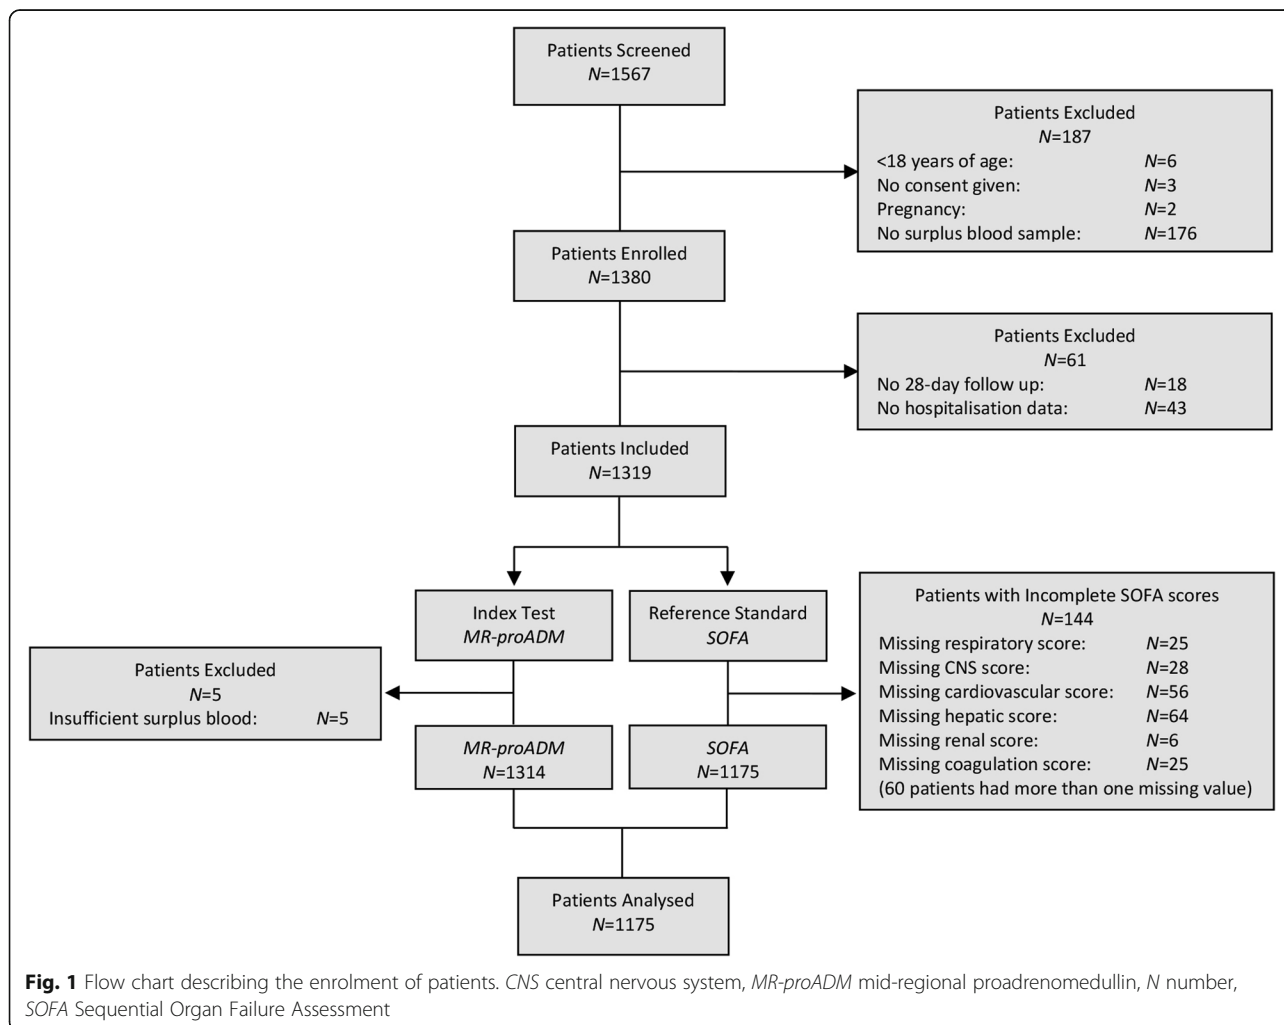 Patients Screened
N=1567
Patients Excluded
N=187
<18 years of age: N=6
No consent given: N=3
Pregnancy: N=2
No surplus blood sample: N=176
Patients Enrolled
N=1380
Patients Excluded
N=61
No 28-day follow up: N=18
No hospitalisation data: N=43
Patients Included
N=1319
Index Test
MR-proADM
Reference Standard
SOFA
Patients with Incomplete SOFA scores
N=144
Missing respiratory score: N=25
Missing CNS score: N=28
Missing cardiovascular score: N=56
Missing hepatic score: N=64
Missing renal score: N=6
Missing coagulation score: N=25
(60 patients had more than one missing value)
Patients Excluded
N=5
Insufficient surplus blood: N=5
MR-proADM
N=1314
SOFA
N=1175
Patients Analysed
N=1175
Fig. 1 Flow chart describing the enrolment of patients. CNS central nervous system, MR-proADM mid-regional proadrenomedullin, N number,
SOFA Sequential Organ Failure Assessment